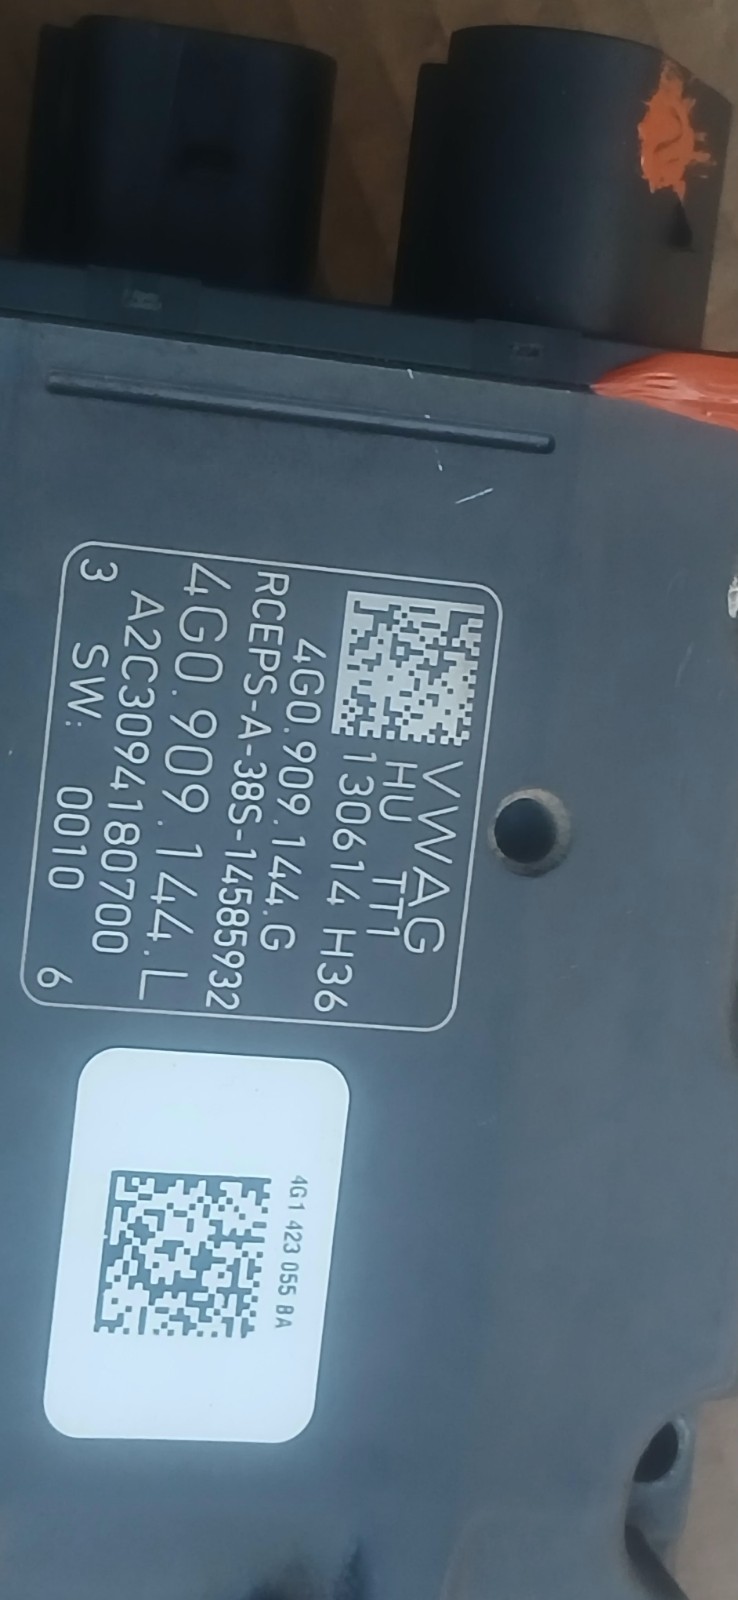 VWAG
HU TT1
130614 H36
4G0.909.144.G
RCEPS-A-38S-14585932
4G0.909.144.L
A2C3094180700
3 SW: 0010 6
4G1 423 055 BA